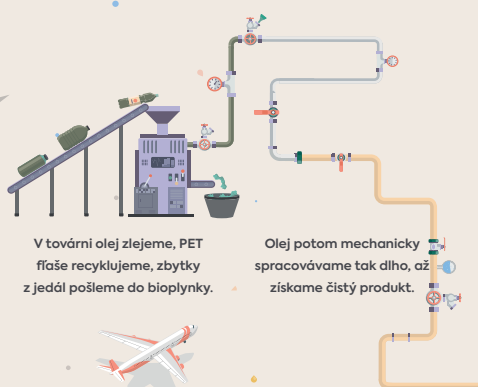 V továrni olej zlejeme, PET
fľaše recyklujeme, zbytky
z jedál pošleme do bioplynky.
Olej potom mechanicky
spracovávame tak dlho, až
získame čistý produkt.